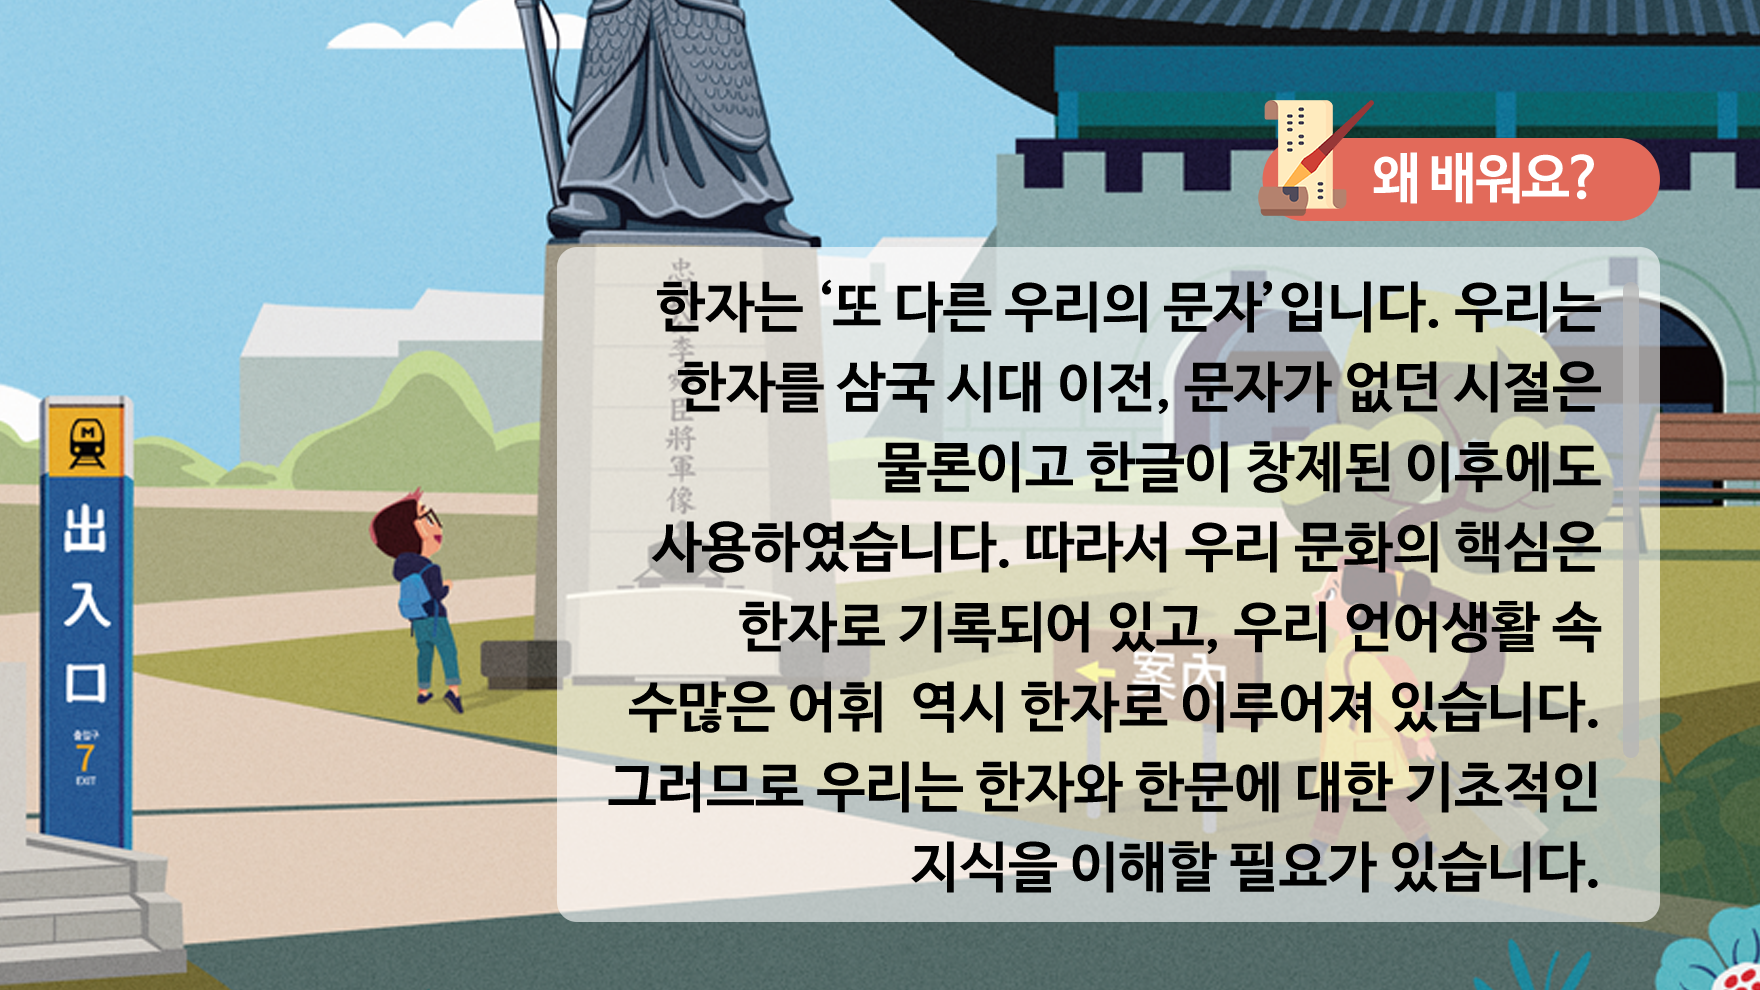 왜 배워요?
한자는 ‘또 다른 우리의 문자’입니다. 우리는
한자를 삼국 시대 이전, 문자가 없던 시절은
물론이고 한글이 창제된 이후에도
사용하였습니다. 따라서 우리 문화의 핵심은
한자로 기록되어 있고, 우리 언어생활 속
수많은 어휘  역시 한자로 이루어져 있습니다.
그러므로 우리는 한자와 한문에 대한 기초적인
지식을 이해할 필요가 있습니다.
M
出
入
口
출입구
7
EXIT
忠
李
臣
將
軍
像
案內